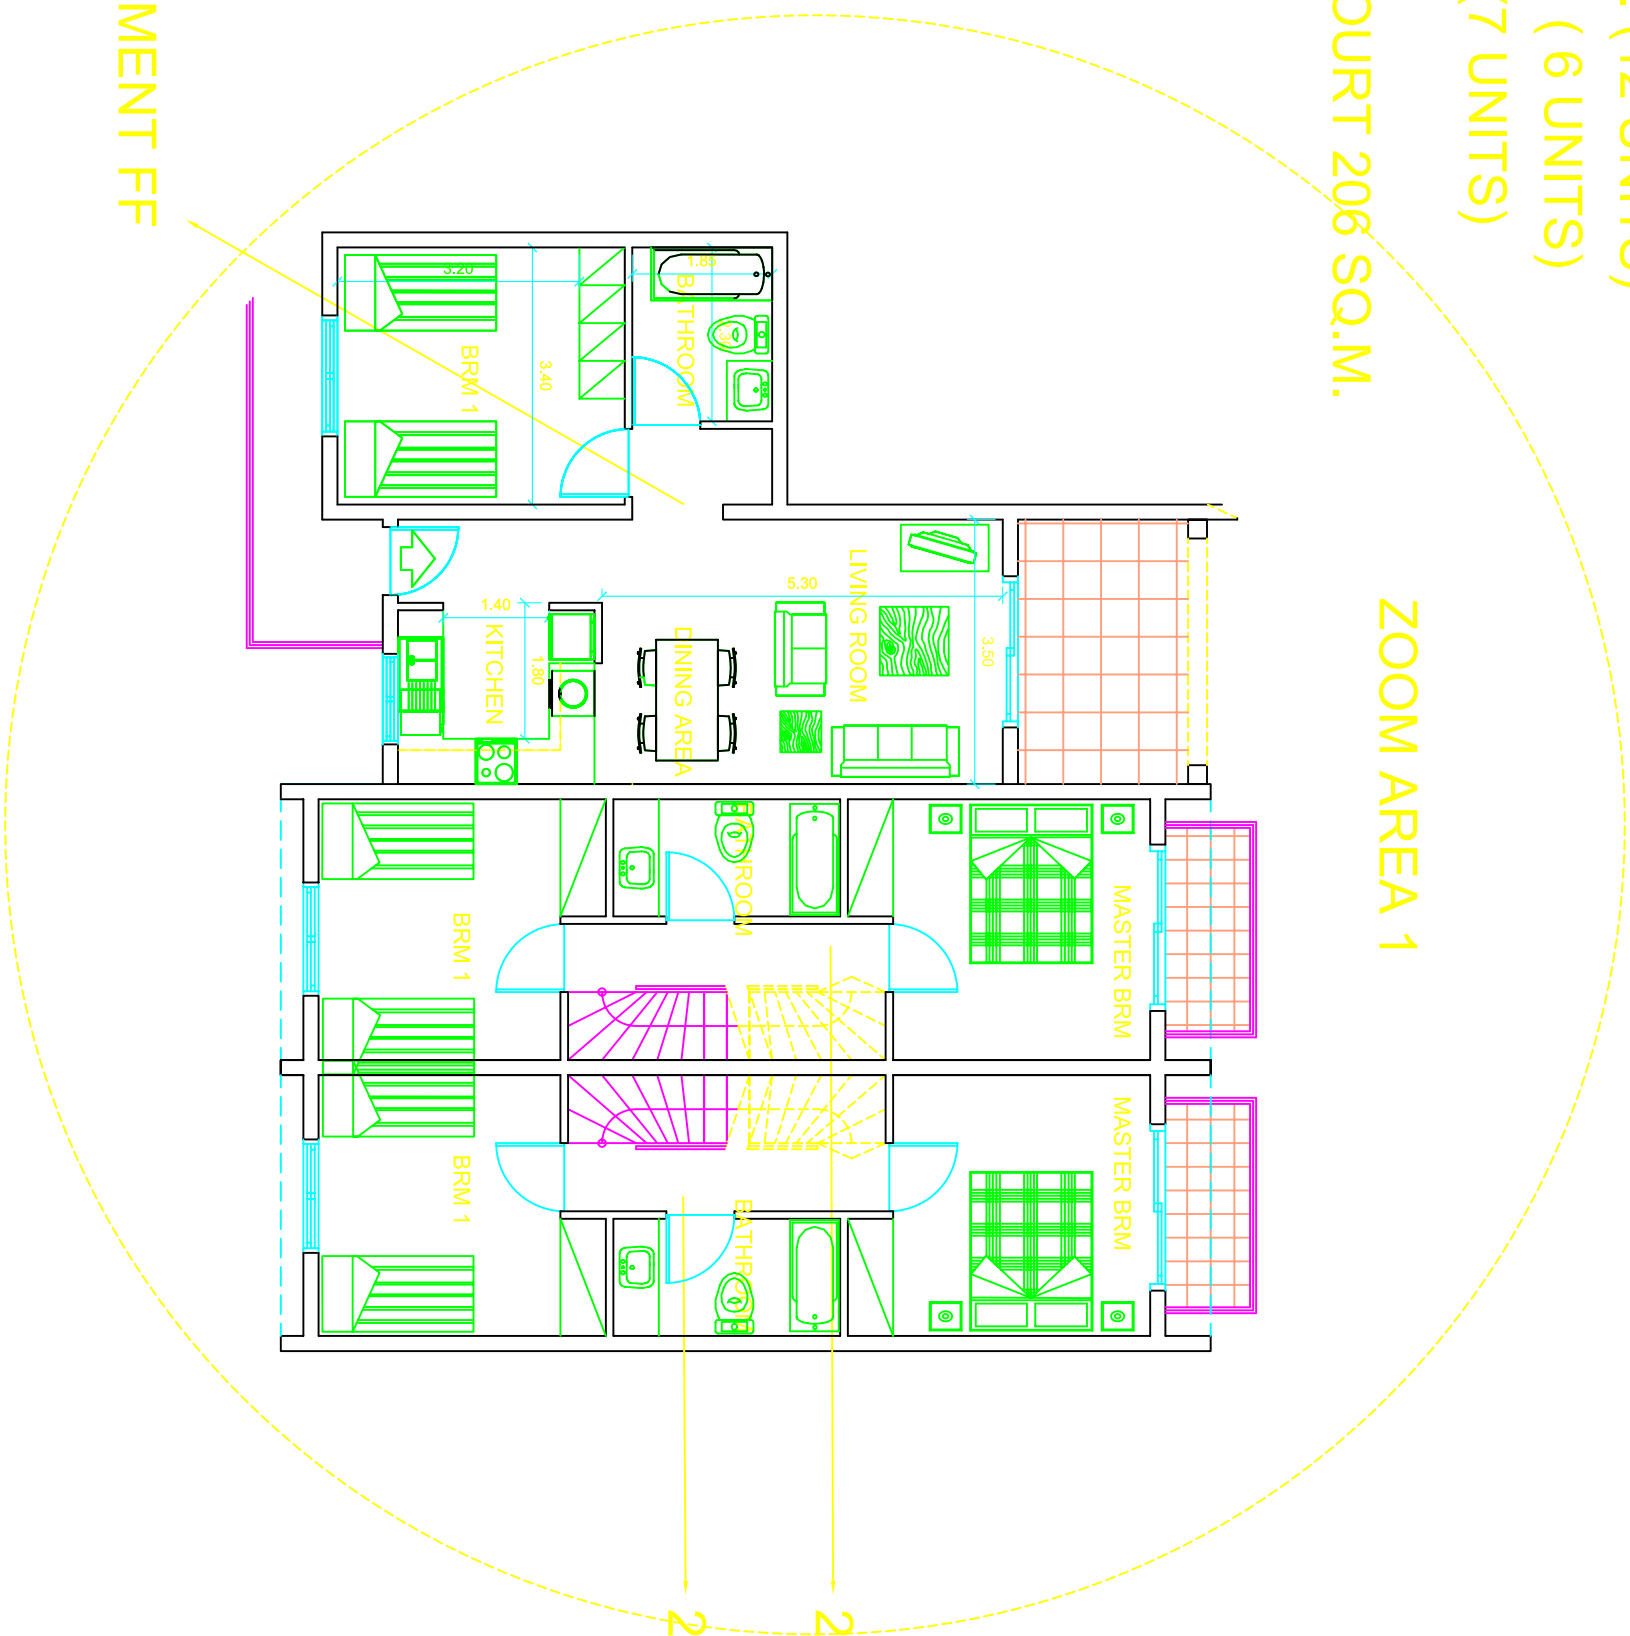 ( 6 UNITS)
(7 UNITS)
OURT 206 SQ.M.
ZOOM AREA 1
MENT FF
BATHROOM
1.85
3.20
BRM 1
3.40
LIVING ROOM
5.30
3.50
DINING AREA
KITCHEN
1.40
1.80
MASTER BRM
BATHROOM
BRM 1
MASTER BRM
BATHROOM
BRM 1
2
2